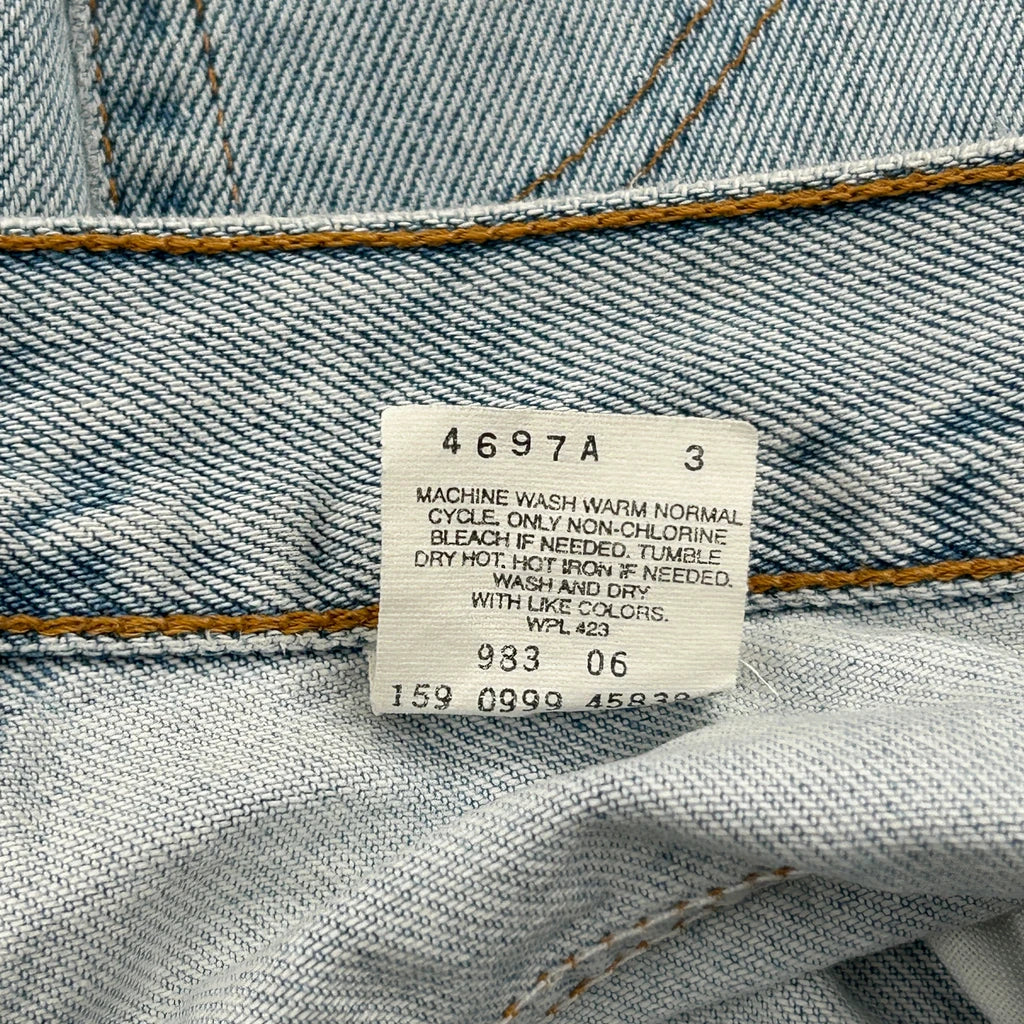 4697A 3
MACHINE WASH WARM NORMAL
CYCLE. ONLY NON-CHLORINE
BLEACH IF NEEDED. TUMBLE
DRY HOT. HOT IRON IF NEEDED.
WASH AND DRY
WITH LIKE COLORS.
WPL 423
983 06
159 0999